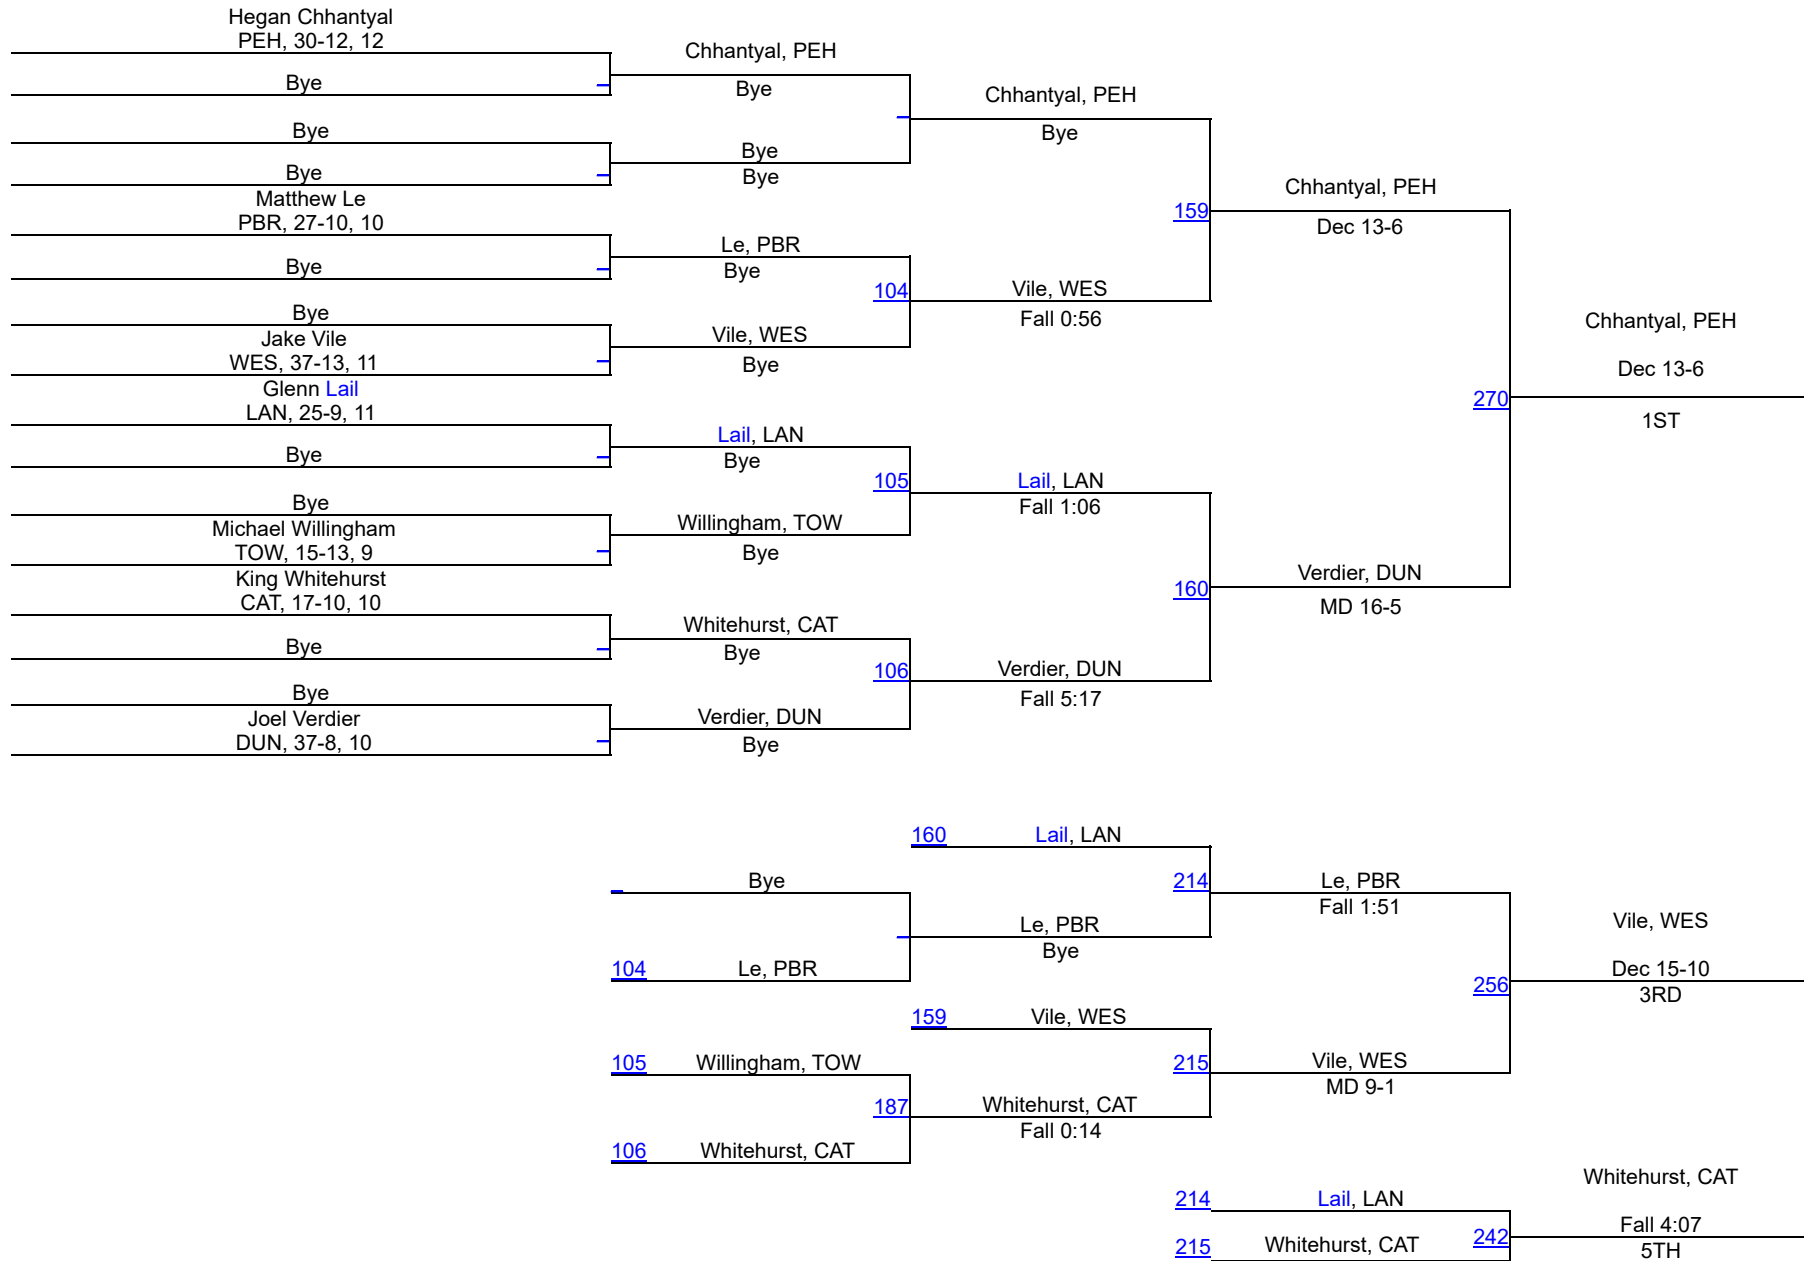 Hegan Chhantyal
PEH, 30-12, 12
Chhantyal, PEH
Bye
Bye
Chhantyal, PEH
Bye
Bye
Bye
Bye
Bye
Chhantyal, PEH
Dec 13-6
159
Matthew Le
PBR, 27-10, 10
Le, PBR
Bye
Bye
104
Vile, WES
Fall 0:56
Bye
Jake Vile
WES, 37-13, 11
Vile, WES
Bye
Chhantyal, PEH
Dec 13-6
270
1ST
Glenn Lail
LAN, 25-9, 11
Lail, LAN
Bye
Bye
105
Lail, LAN
Fall 1:06
Bye
Michael Willingham
TOW, 15-13, 9
Willingham, TOW
Bye
160
Verdier, DUN
MD 16-5
King Whitehurst
CAT, 17-10, 10
Whitehurst, CAT
Bye
Bye
106
Verdier, DUN
Fall 5:17
Bye
Joel Verdier
DUN, 37-8, 10
Verdier, DUN
Bye
160 Lail, LAN
Bye
214
Le, PBR
Fall 1:51
Le, PBR
Bye
104 Le, PBR
Vile, WES
Dec 15-10
256
3RD
159 Vile, WES
105 Willingham, TOW
215
Vile, WES
MD 9-1
187
Whitehurst, CAT
Fall 0:14
106 Whitehurst, CAT
Whitehurst, CAT
214 Lail, LAN
Fall 4:07
242
215 Whitehurst, CAT
5TH